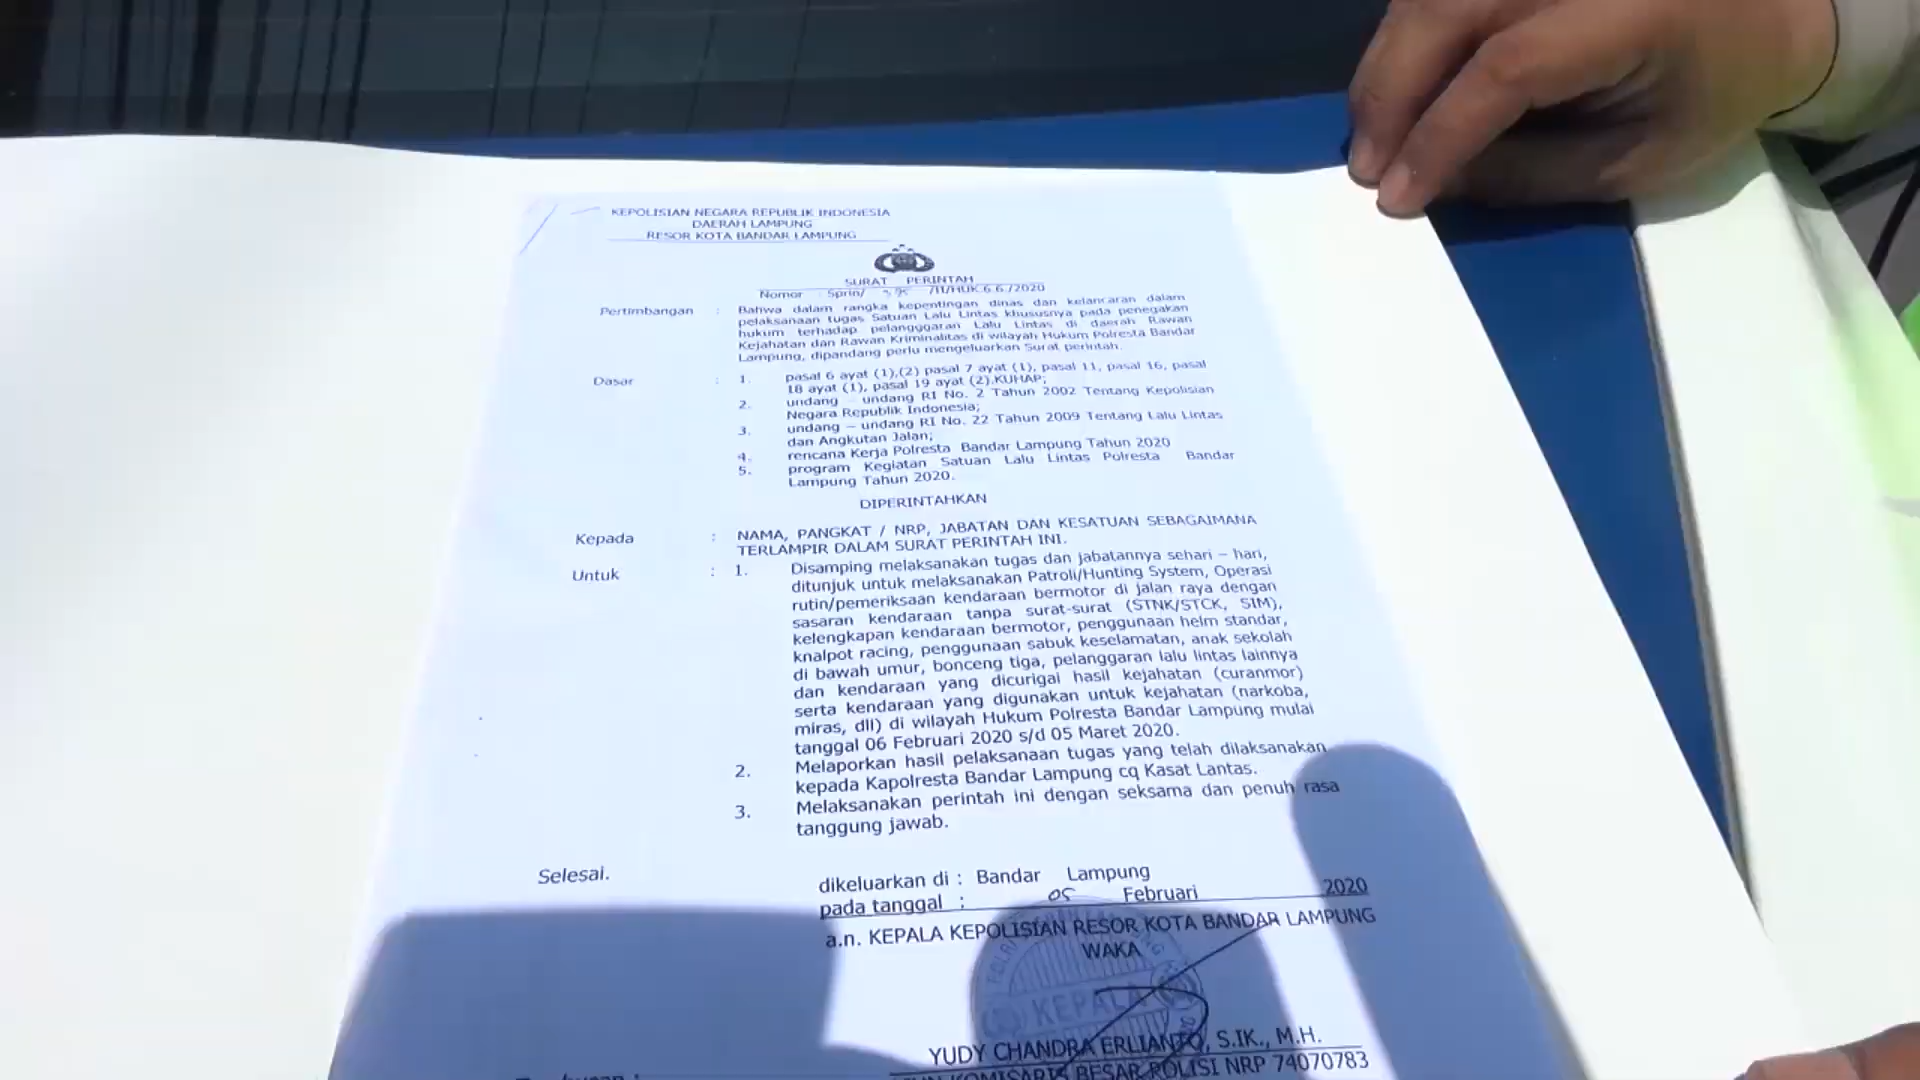 KEPOLISIAN NEGARA REPUBLIK INDONESIA
DAERAH LAMPUNG
RESOR KOTA BANDAR LAMPUNG
SURAT PERINTAH
Nomor : Sprin/ /II/HUK.6.6./2020
Pertimbangan : Bahwa dalam rangka kepentingan dinas dan kelancaran dalam
pelaksanaan tugas Satuan Lalu Lintas khususnya pada penegakan
hukum terhadap pelangggaran Lalu Lintas di daerah Rawan
Kejahatan dan Rawan Kriminalitas di wilayah Hukum Polresta Bandar
Lampung, dipandang perlu mengeluarkan Surat perintah.
Dasar : 1. pasal 6 ayat (1),(2) pasal 7 ayat (1), pasal 11, pasal 16, pasal
18 ayat (1), pasal 19 ayat (2).KUHAP;
2. undang – undang RI No. 2 Tahun 2002 Tentang Kepolisian
Negara Republik Indonesia;
3. undang – undang RI No. 22 Tahun 2009 Tentang Lalu Lintas
dan Angkutan Jalan;
4. rencana Kerja Polresta Bandar Lampung Tahun 2020
5. program Kegiatan Satuan Lalu Lintas Polresta Bandar
Lampung Tahun 2020.
DIPERINTAHKAN
Kepada : NAMA, PANGKAT / NRP, JABATAN DAN KESATUAN SEBAGAIMANA
TERLAMPIR DALAM SURAT PERINTAH INI.
Untuk : 1. Disamping melaksanakan tugas dan jabatannya sehari – hari,
ditunjuk untuk melaksanakan Patroli/Hunting System, Operasi
rutin/pemeriksaan kendaraan bermotor di jalan raya dengan
sasaran kendaraan tanpa surat-surat (STNK/STCK, SIM),
kelengkapan kendaraan bermotor, penggunaan helm standar,
knalpot racing, penggunaan sabuk keselamatan, anak sekolah
di bawah umur, bonceng tiga, pelanggaran lalu lintas lainnya
dan kendaraan yang dicurigai hasil kejahatan (curanmor)
serta kendaraan yang digunakan untuk kejahatan (narkoba,
miras, dll) di wilayah Hukum Polresta Bandar Lampung mulai
tanggal 06 Februari 2020 s/d 05 Maret 2020.
2. Melaporkan hasil pelaksanaan tugas yang telah dilaksanakan
kepada Kapolresta Bandar Lampung cq Kasat Lantas.
3. Melaksanakan perintah ini dengan seksama dan penuh rasa
tanggung jawab.
Selesai.
dikeluarkan di : Bandar Lampung
pada tanggal : 05 Februari 2020
a.n. KEPALA KEPOLISIAN RESOR KOTA BANDAR LAMPUNG
WAKA
KEPALA
YUDY CHANDRA ERLIANTO, S.IK., M.H.
KOMISARIS BESAR POLISI NRP 74070783